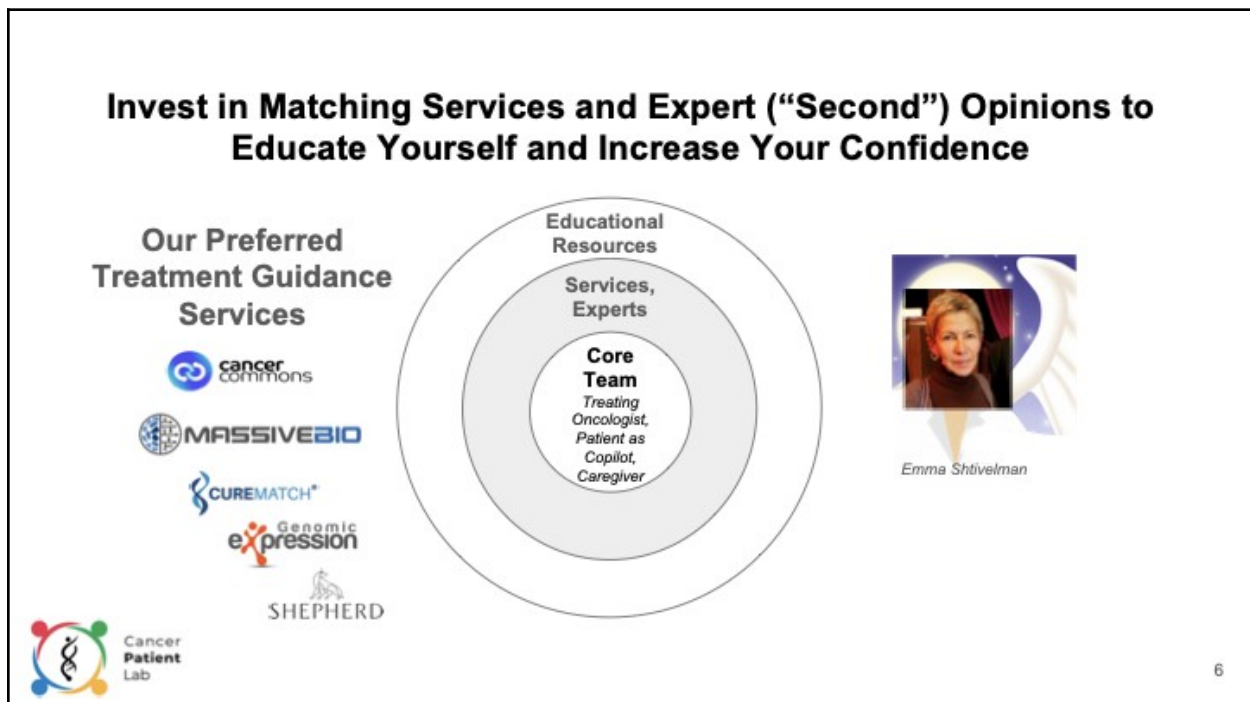 Invest in Matching Services and Expert (“Second”) Opinions to
Educate Yourself and Increase Your Confidence
Our Preferred
Treatment Guidance
Services
cancer
commons
MASSIVEBIO
CUREMATCH®
Genomic
expression
SHEPHERD
Educational
Resources
Services,
Experts
Core
Team
Treating
Oncologist,
Patient as
Copilot,
Caregiver
Emma Shtivelman
Cancer
Patient
Lab
6